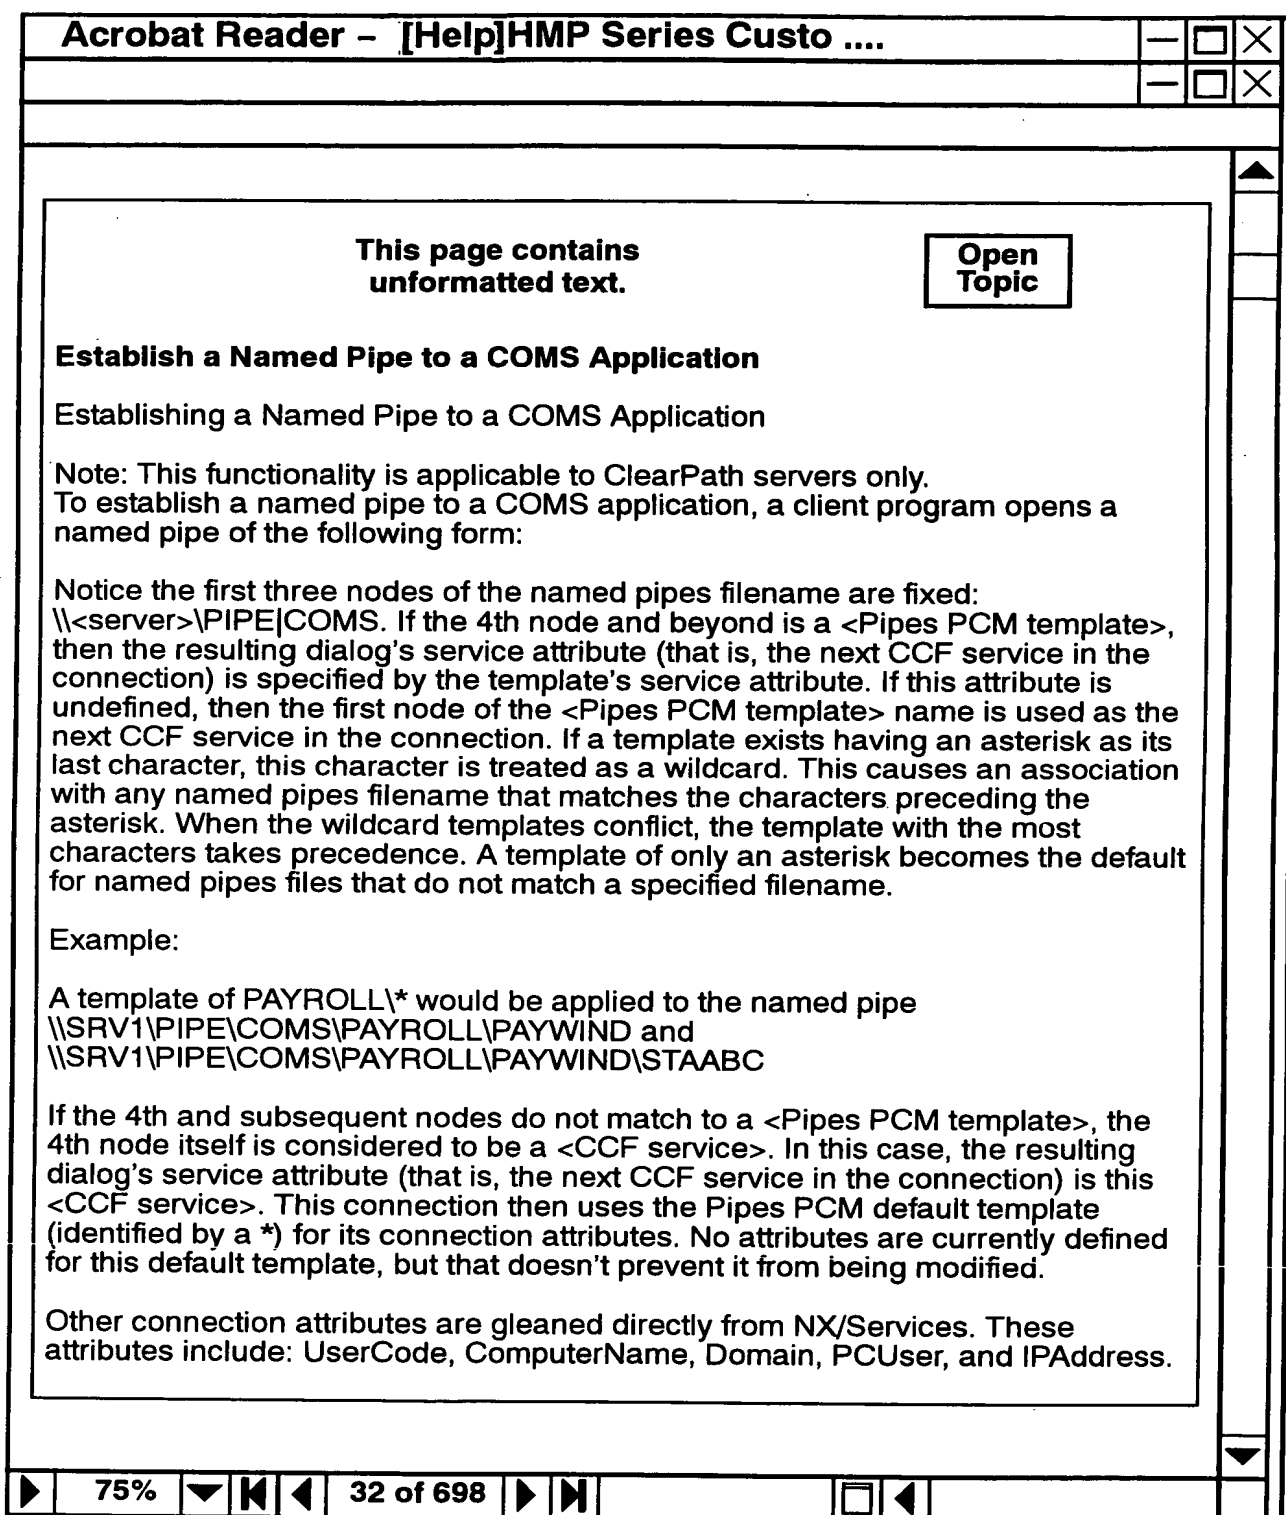 Acrobat Reader – [Help]HMP Series Custo ....
This page contains
unformatted text.
Open
Topic
Establish a Named Pipe to a COMS Application
Establishing a Named Pipe to a COMS Application
Note: This functionality is applicable to ClearPath servers only.
To establish a named pipe to a COMS application, a client program opens a
named pipe of the following form:
Notice the first three nodes of the named pipes filename are fixed:
\\<server>\PIPE|COMS. If the 4th node and beyond is a <Pipes PCM template>,
then the resulting dialog's service attribute (that is, the next CCF service in the
connection) is specified by the template's service attribute. If this attribute is
undefined, then the first node of the <Pipes PCM template> name is used as the
next CCF service in the connection. If a template exists having an asterisk as its
last character, this character is treated as a wildcard. This causes an association
with any named pipes filename that matches the characters preceding the
asterisk. When the wildcard templates conflict, the template with the most
characters takes precedence. A template of only an asterisk becomes the default
for named pipes files that do not match a specified filename.
Example:
A template of PAYROLL\* would be applied to the named pipe
\\SRV1\PIPE\COMS\PAYROLL\PAYWIND and
\\SRV1\PIPE\COMS\PAYROLL\PAYWIND\STAABC
If the 4th and subsequent nodes do not match to a <Pipes PCM template>, the
4th node itself is considered to be a <CCF service>. In this case, the resulting
dialog's service attribute (that is, the next CCF service in the connection) is this
<CCF service>. This connection then uses the Pipes PCM default template
(identified by a *) for its connection attributes. No attributes are currently defined
for this default template, but that doesn't prevent it from being modified.
Other connection attributes are gleaned directly from NX/Services. These
attributes include: UserCode, ComputerName, Domain, PCUser, and IPAddress.
75%
32 of 698